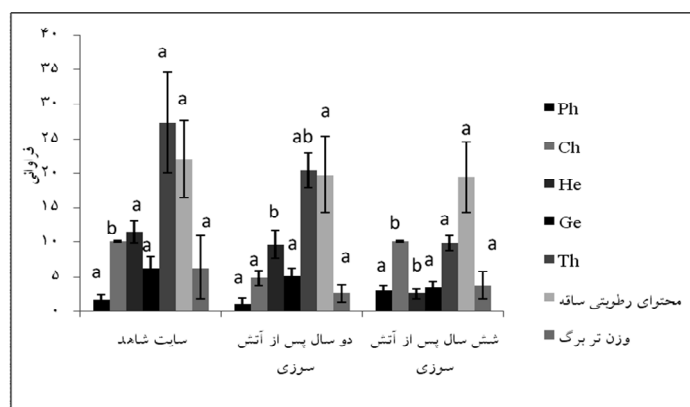 ۴۰
۳۵
۳۰
۲۵
۲۰
۱۵
۱۰
۵
۰
فراوانی
a
b
a
a
a
a
a
a
a
b
a
ab
a
a
a
b
b
a
a
a
a
سایت شاهد
دو سال پس از آتش
سوزی
شش سال پس از آتش
سوزی
Ph
Ch
He
Ge
Th
محتوای رطوبتی ساقه
وزن تر برگ